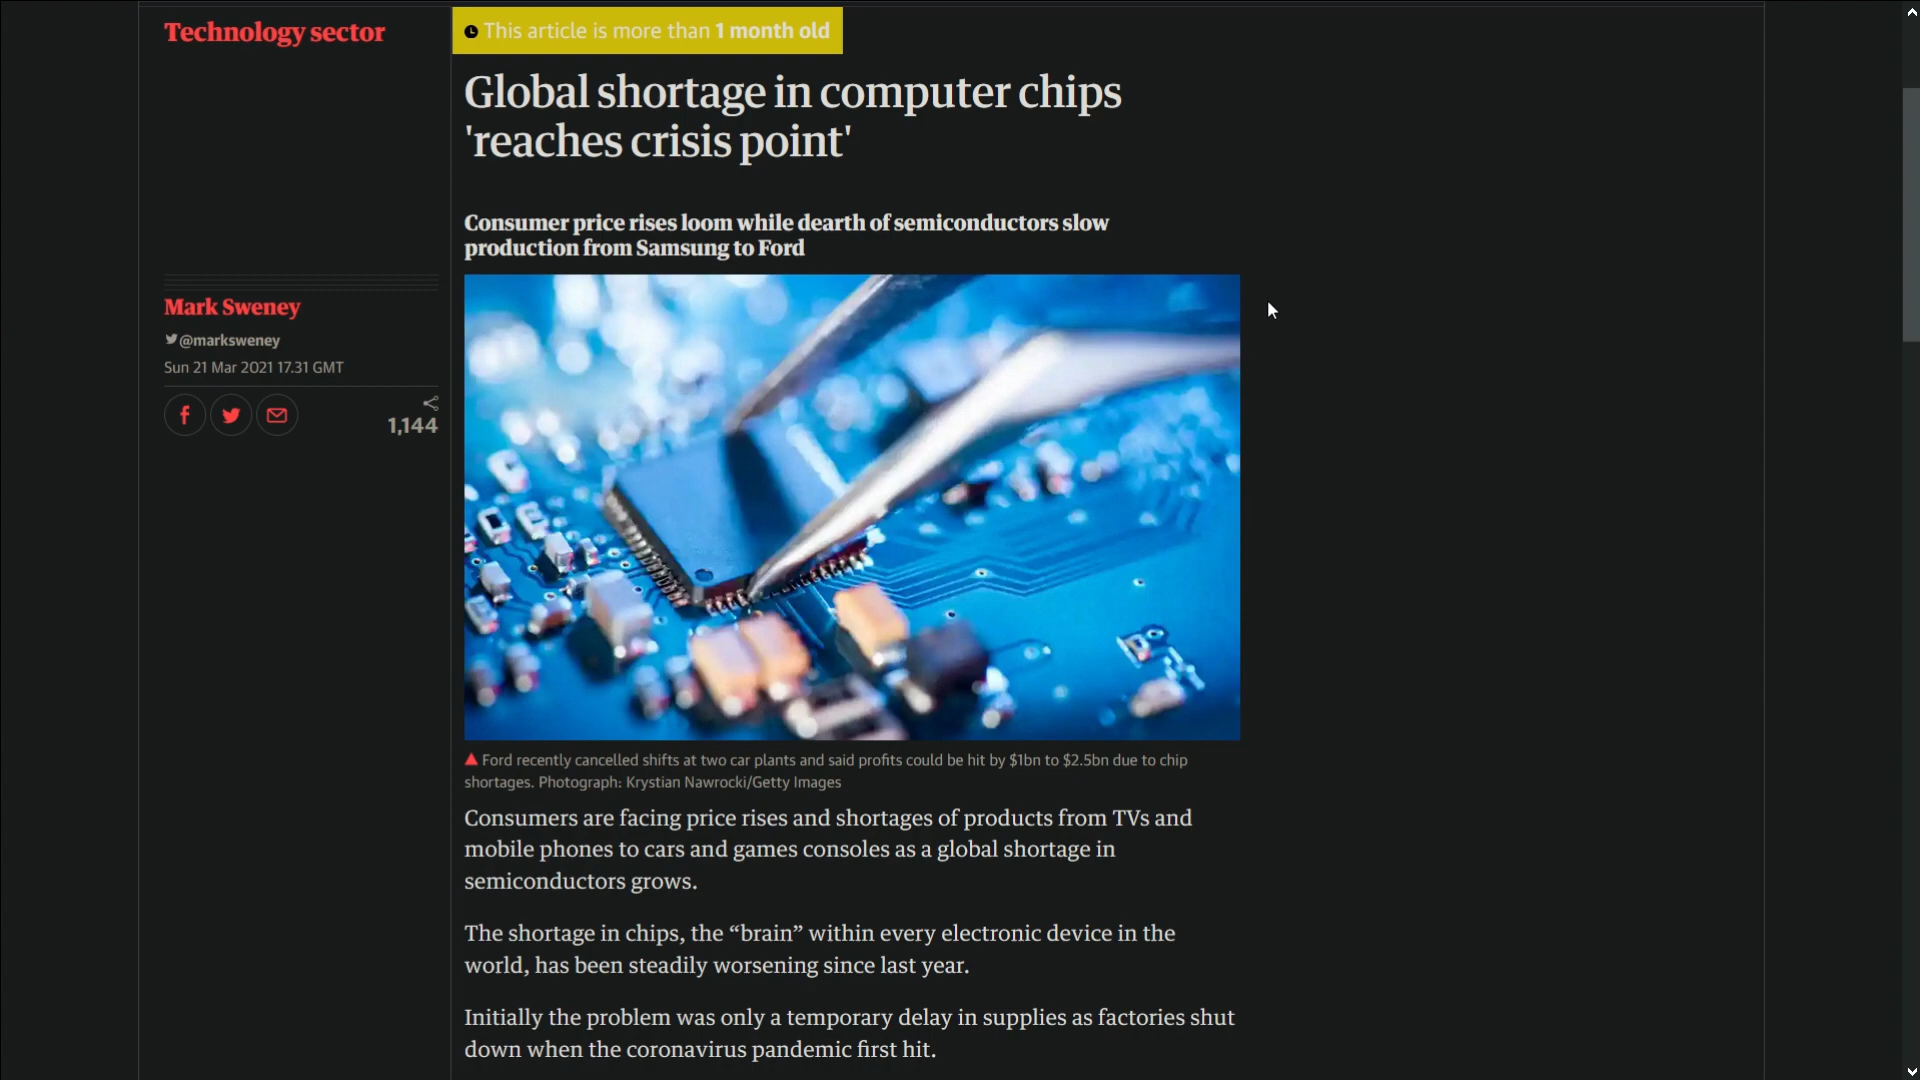 Technology sector
This article is more than 1 month old
Global shortage in computer chips
'reaches crisis point'
Consumer price rises loom while dearth of semiconductors slow
production from Samsung to Ford
Mark Sweney
@marksweney
Sun 21 Mar 2021 17.31 GMT
1,144
Ford recently cancelled shifts at two car plants and said profits could be hit by $1bn to $2.5bn due to chip
shortages. Photograph: Krystian Nawrocki/Getty Images
Consumers are facing price rises and shortages of products from TVs and
mobile phones to cars and games consoles as a global shortage in
semiconductors grows.
The shortage in chips, the “brain” within every electronic device in the
world, has been steadily worsening since last year.
Initially the problem was only a temporary delay in supplies as factories shut
down when the coronavirus pandemic first hit.